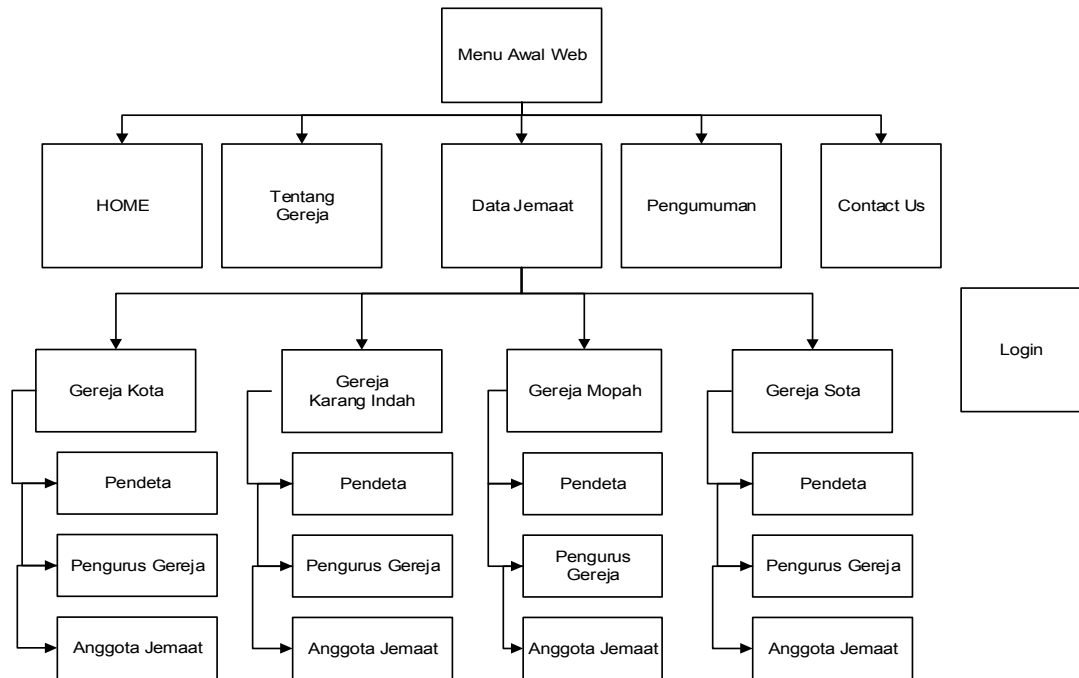 Menu Awal Web
HOME
Tentang
Gereja
Data Jemaat
Pengumuman
Contact Us
Login
Gereja Kota
Gereja
Karang Indah
Gereja Mopah
Gereja Sota
Pendeta
Pendeta
Pendeta
Pendeta
Pengurus Gereja
Pengurus Gereja
Pengurus
Gereja
Pengurus Gereja
Anggota Jemaat
Anggota Jemaat
Anggota Jemaat
Anggota Jemaat